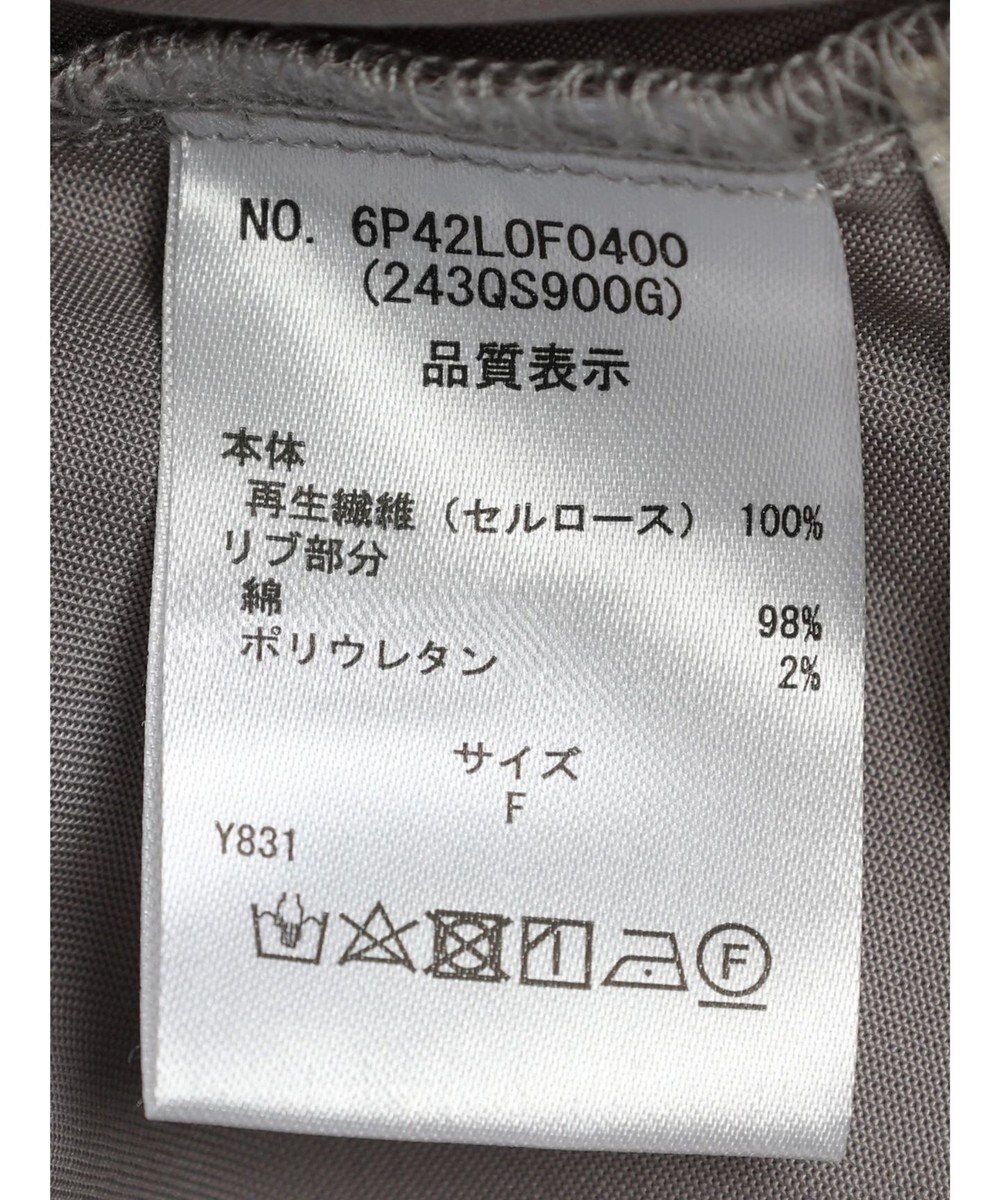 NO. 6P42L0F0400
(243QS900G)
品質表示
本体
再生繊維（セルロース） 100%
リブ部分
綿 98%
ポリウレタン 2%
サイズ
F
Y831
F